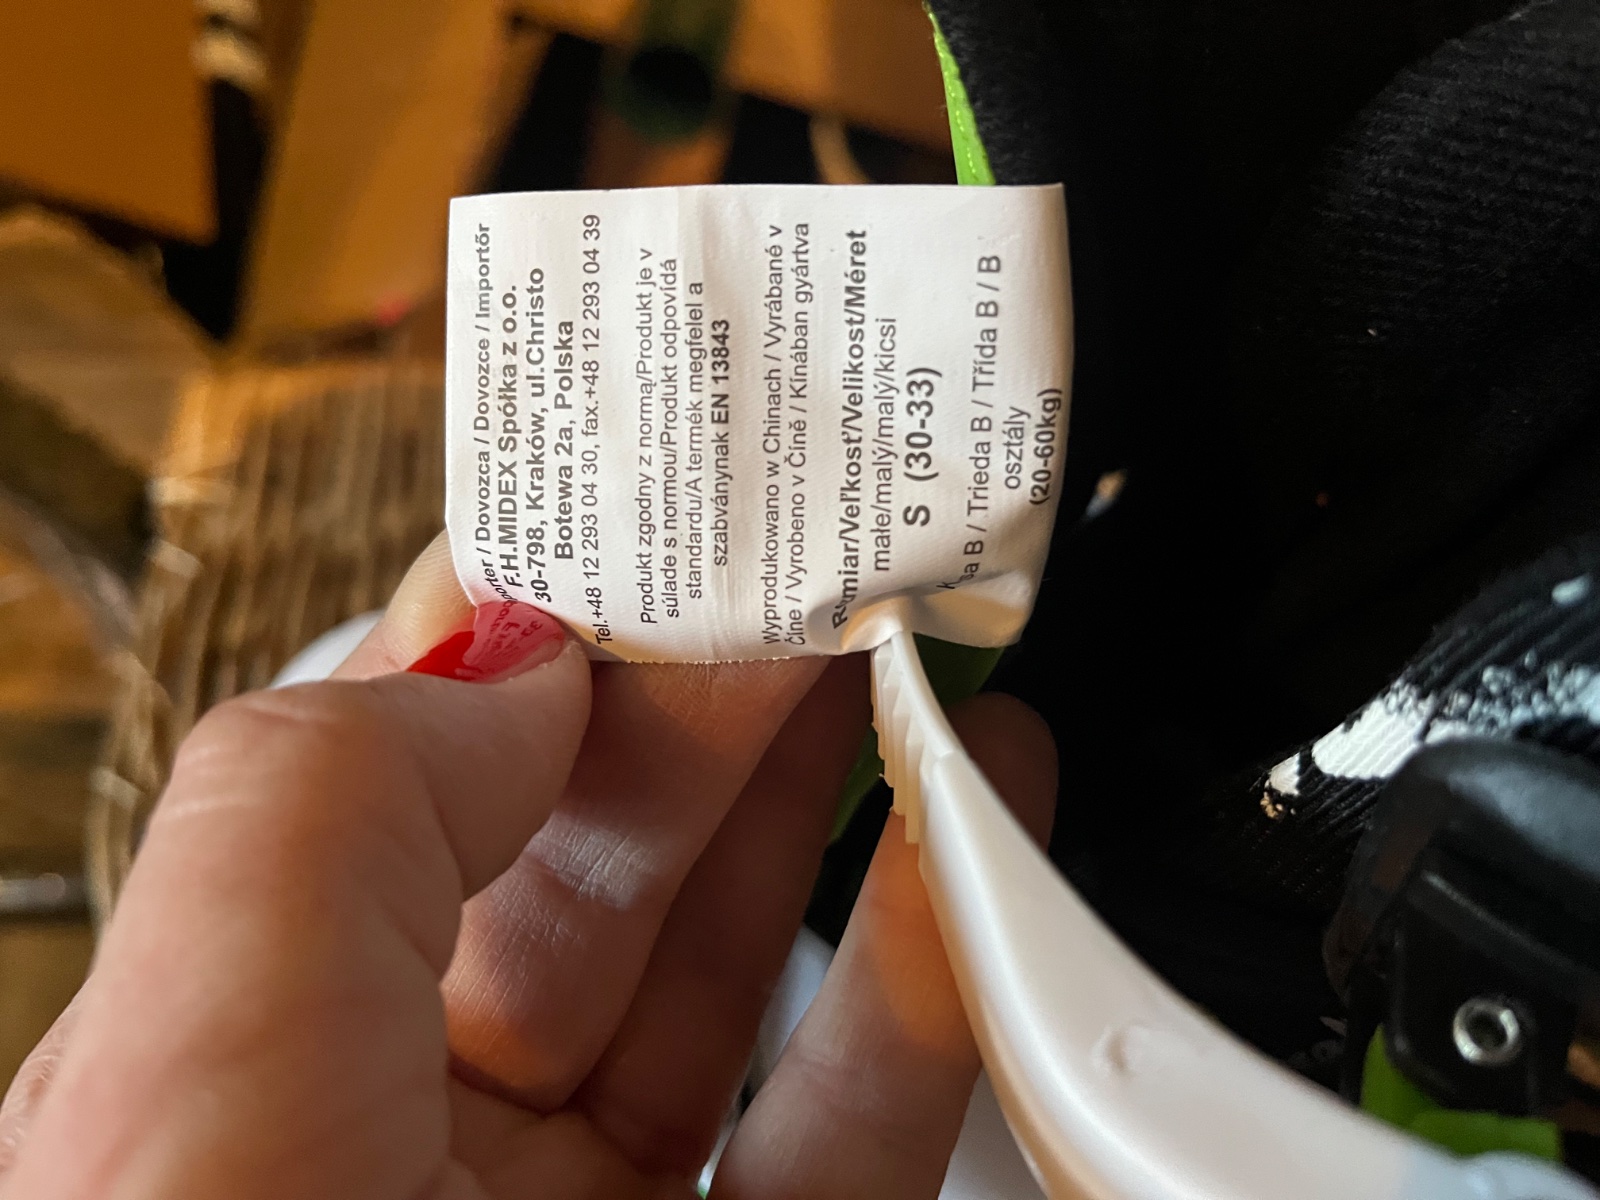 Importer / Dovozca / Dovozce / Importőr
F.H.MIDEX Spółka z o.o.
30-798, Kraków, ul.Christo
Botewa 2a, Polska
Tel.+48 12 293 04 30, fax.+48 12 293 04 39
Produkt zgodny z normą/Produkt je v
súlade s normou/Produkt odpovídá
standardu/A termék megfelel a
szabványnak EN 13843
Wyprodukowano w Chinach / Vyrábané v
Číne / Vyrobeno v Číně / Kínában gyártva
Rozmiar/Veľkosť/Velikost/Méret
małe/malý/malý/kicsi
S (30-33)
Klasa B / Trieda B / Třída B / B
osztály
(20-60kg)